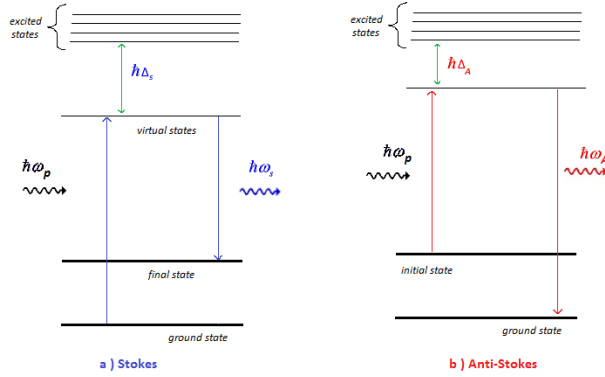 excited
states
ħΔs
virtual states
ħωp
ħωs
final state
ground state
a ) Stokes
excited
states
ħΔA
ħωp
ħωA
initial state
ground state
b ) Anti-Stokes